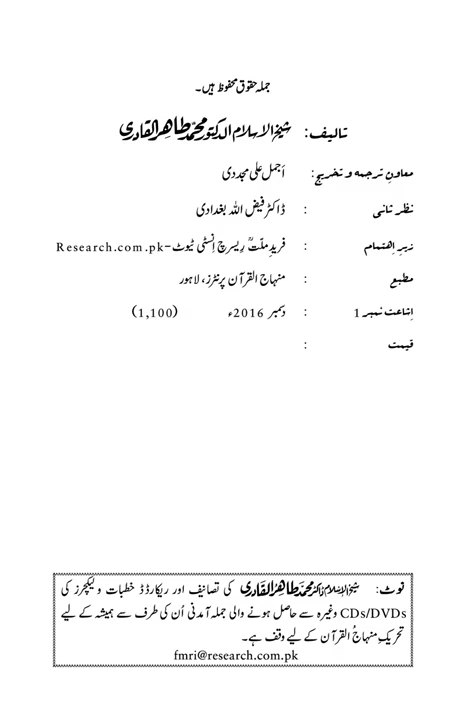 جملہ حقوق محفوظ ہیں۔
تالیف: شیخ الاسلام الدکتور محمد طاہر القادری
معاونِ ترجمہ و تخریج: اَجمل علی مجددی
نظر ثانی : ڈاکٹر فیض اللہ بغدادی
زیرِ اِہتمام : فریدِ ملّتؒ رِیسرچ اِنسٹی ٹیوٹ - Research.com.pk
مطبع : منہاج القرآن پرنٹرز، لاہور
اِشاعت نمبر 1 : دسمبر 2016ء (1,100)
قیمت :
نوٹ: شیخ الاسلام ڈاکٹر محمد طاہر القادری کی تصانیف اور ریکارڈڈ خطبات و لیکچرز کی
CDs/DVDs وغیرہ سے حاصل ہونے والی جملہ آمدنی اُن کی طرف سے ہمیشہ کے لیے
تحریکِ منہاجُ القرآن کے لیے وقف ہے۔
fmri@research.com.pk